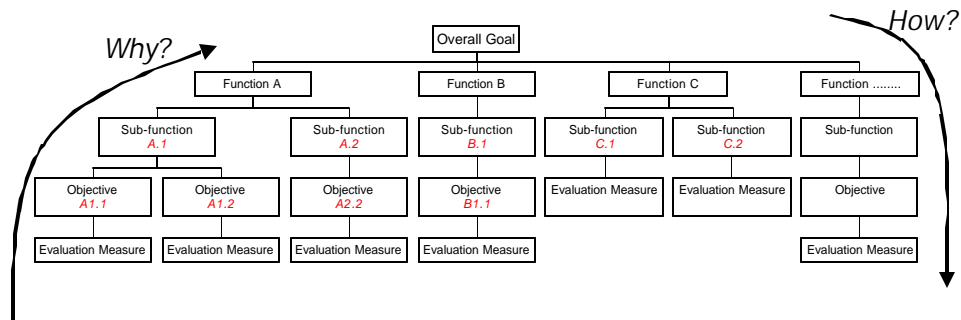 Why?
How?
Overall Goal
Function A
Function B
Function C
Function ........
Sub-function
A.1
Sub-function
A.2
Sub-function
B.1
Sub-function
C.1
Sub-function
C.2
Sub-function
Objective
A1.1
Objective
A1.2
Objective
A2.2
Objective
B1.1
Evaluation Measure
Evaluation Measure
Objective
Evaluation Measure
Evaluation Measure
Evaluation Measure
Evaluation Measure
Evaluation Measure